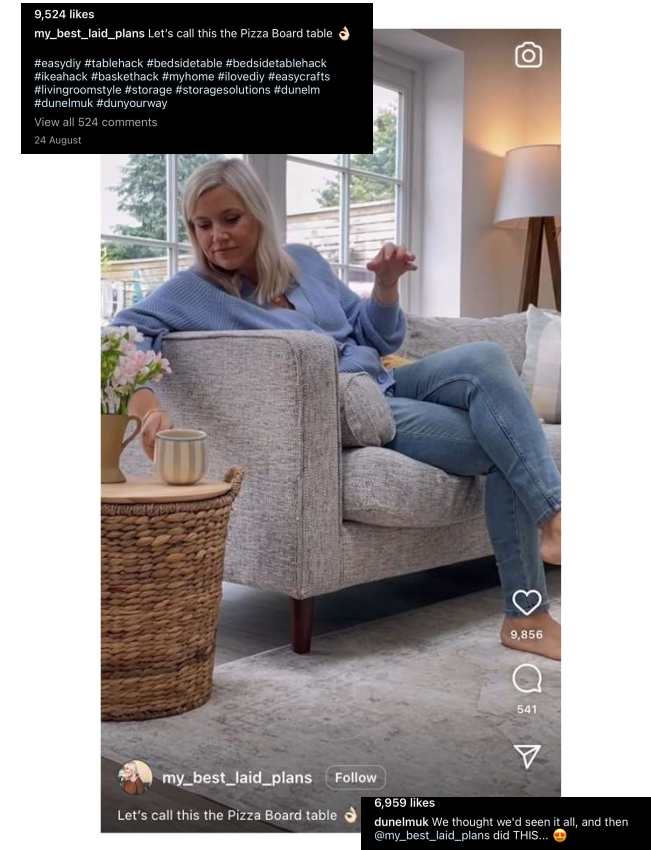 9,524 likes
my_best_laid_plans Let's call this the Pizza Board table 👌🏻
#easydiy #tablehack #bedsidetable #bedsidetablehack
#ikeahack #baskethack #myhome #ilovediy #easycrafts
#livingroomstyle #storage #storagesolutions #dunelm
#dunelmuk #dunyourway
View all 524 comments
24 August
9,856
541
my_best_laid_plans Follow
Let's call this the Pizza Board table 👌🏻
6,959 likes
dunelmuk We thought we'd seen it all, and then
@my_best_laid_plans did THIS... 😍